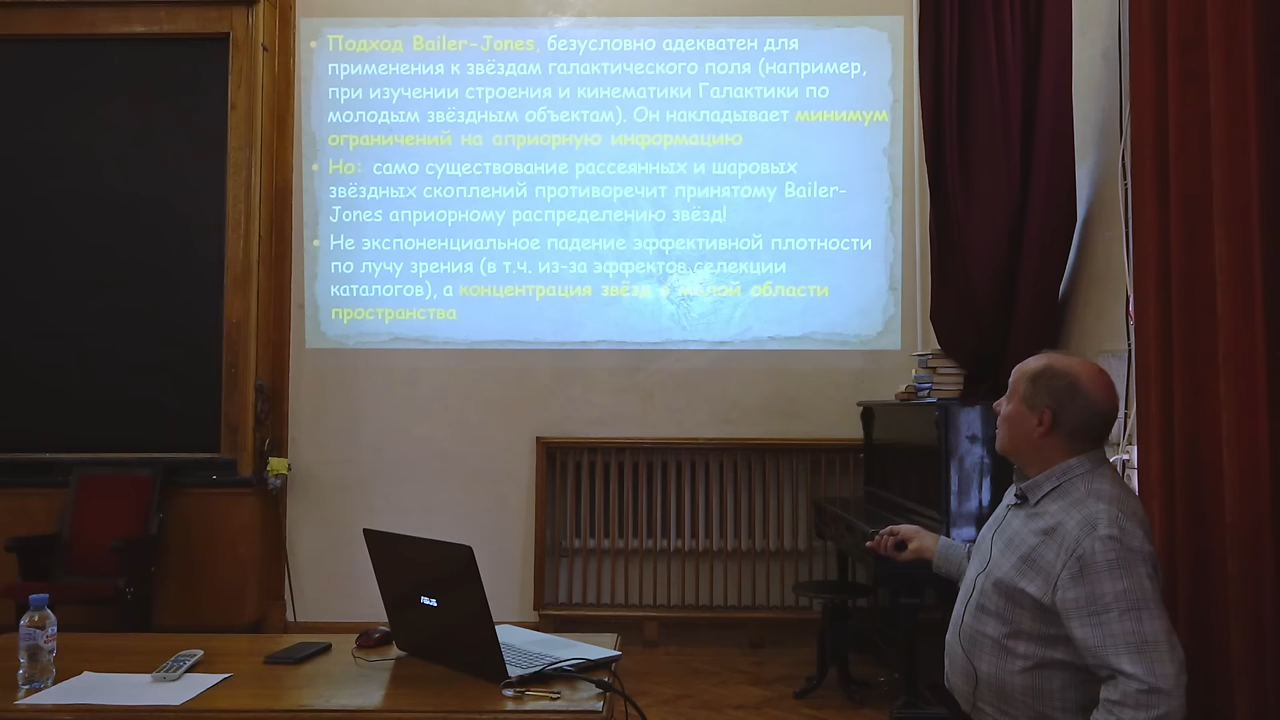 • Подход Bailer-Jones, безусловно адекватен для
применения к звёздам галактического поля (например,
при изучении строения и кинематики Галактики по
молодым звёздным объектам). Он накладывает минимум
ограничений на априорную информацию
• Но: само существование рассеянных и шаровых
звёздных скоплений противоречит принятому Bailer-
Jones априорному распределению звёзд!
• Не экспоненциальное падение эффективной плотности
по лучу зрения (в т.ч. из-за эффектов селекции
каталогов), а концентрация звёзд в малой области
пространства
ASUS